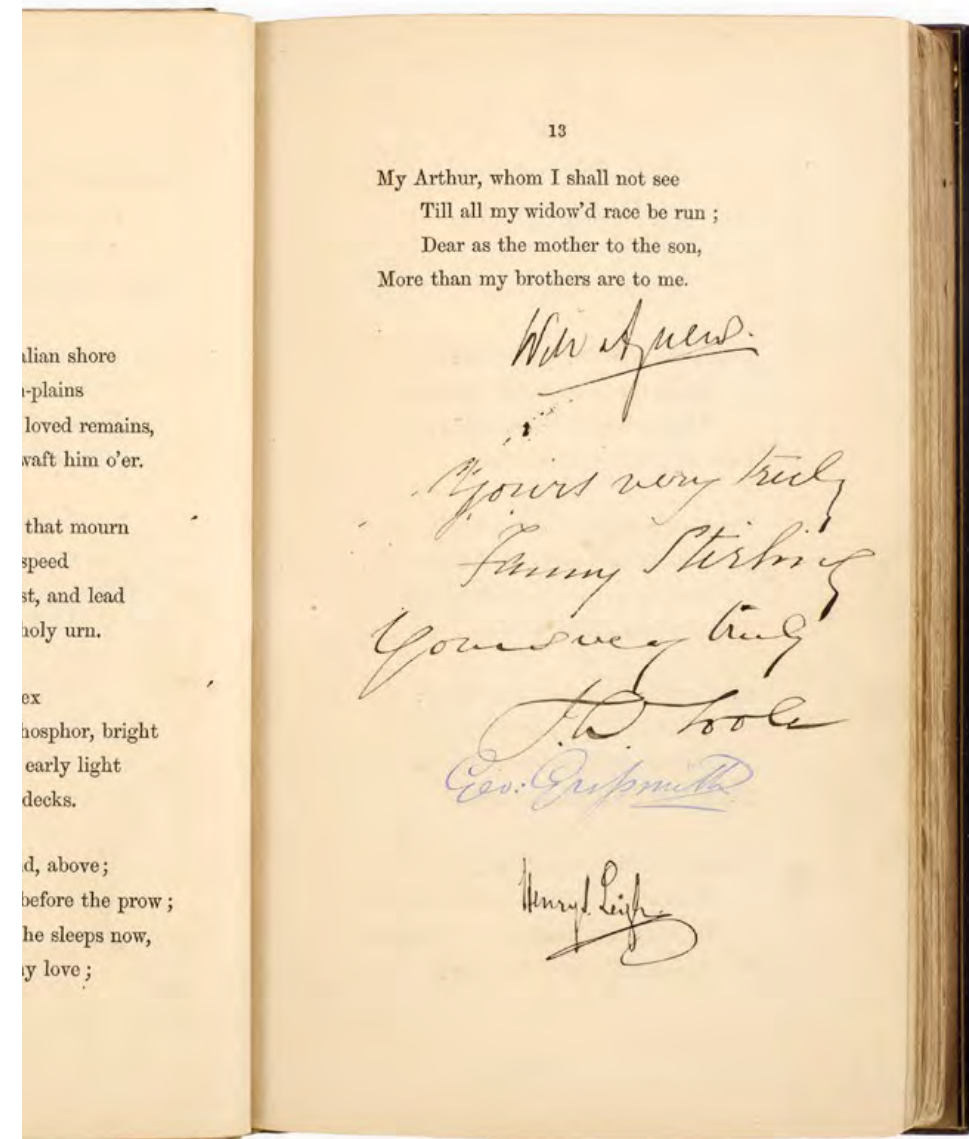 lian shore
-plains
loved remains,
waft him o'er.
that mourn
speed
st, and lead
holy urn.
ex
hosphor, bright
early light
decks.
d, above;
before the prow;
he sleeps now,
y love;
13
My Arthur, whom I shall not see
Till all my widow'd race be run ;
Dear as the mother to the son,
More than my brothers are to me.
Will Agnew.
Yours very truly
Fanny Stirling
Yours very truly
J. L. Toole
Geo: Grossmith
Henry S. Leigh.